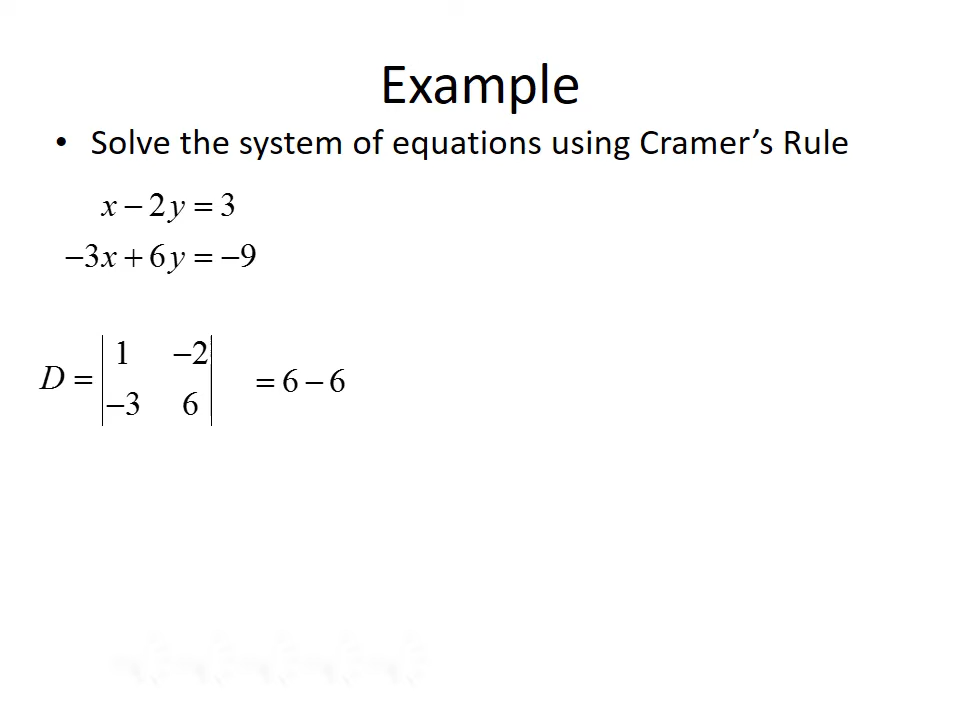 Example
• Solve the system of equations using Cramer’s Rule
x − 2y = 3
−3x + 6y = −9
D = | 1 −2 | = 6 − 6
| −3 6 |